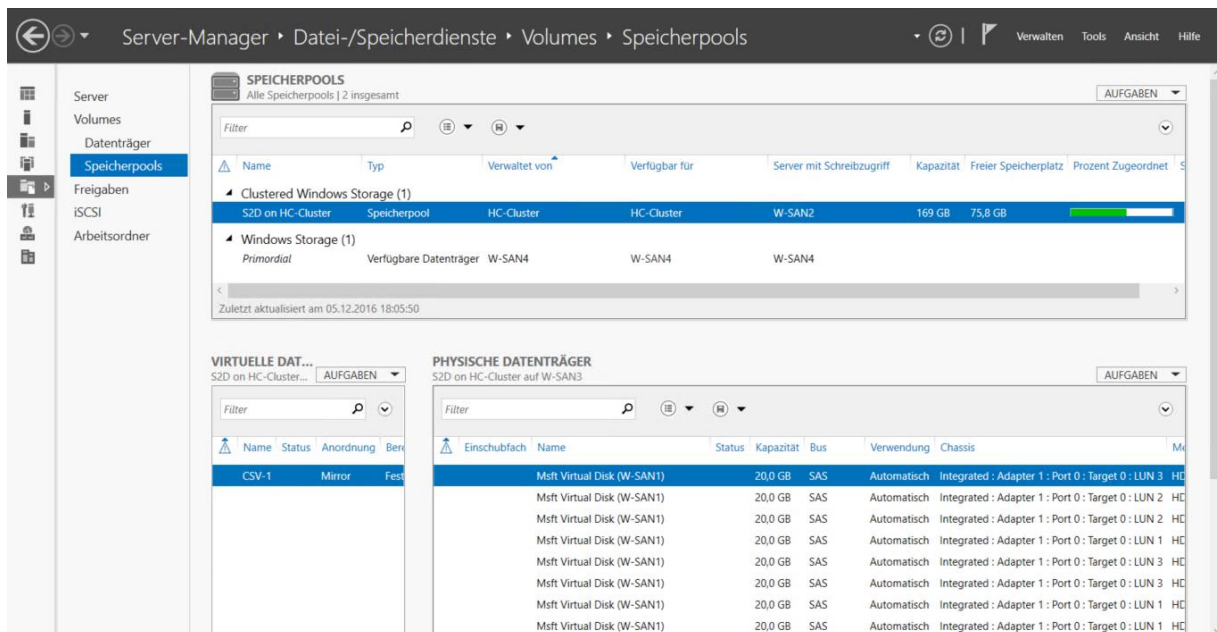 Server-Manager ‣ Datei-/Speicherdienste ‣ Volumes ‣ Speicherpools
Verwalten Tools Ansicht Hilfe
Server
Volumes
Datenträger
Speicherpools
Freigaben
iSCSI
Arbeitsordner
SPEICHERPOOLS
Alle Speicherpools | 2 insgesamt
AUFGABEN
Filter
Name Typ Verwaltet von Verfügbar für Server mit Schreibzugriff Kapazität Freier Speicherplatz Prozent Zugeordnet S
Clustered Windows Storage (1)
S2D on HC-Cluster Speicherpool HC-Cluster HC-Cluster W-SAN2 169 GB 75,8 GB
Windows Storage (1)
Primordial Verfügbare Datenträger W-SAN4 W-SAN4 W-SAN4
Zuletzt aktualisiert am 05.12.2016 18:05:50
VIRTUELLE DAT...
S2D on HC-Cluster... AUFGABEN
Filter
Name Status Anordnung Bere
CSV-1 Mirror Fest
PHYSISCHE DATENTRÄGER
S2D on HC-Cluster auf W-SAN3
AUFGABEN
Filter
Einschubfach Name Status Kapazität Bus Verwendung Chassis Me
Msft Virtual Disk (W-SAN1) 20,0 GB SAS Automatisch Integrated : Adapter 1 : Port 0 : Target 0 : LUN 3 HD
Msft Virtual Disk (W-SAN1) 20,0 GB SAS Automatisch Integrated : Adapter 1 : Port 0 : Target 0 : LUN 2 HD
Msft Virtual Disk (W-SAN1) 20,0 GB SAS Automatisch Integrated : Adapter 1 : Port 0 : Target 0 : LUN 2 HD
Msft Virtual Disk (W-SAN1) 20,0 GB SAS Automatisch Integrated : Adapter 1 : Port 0 : Target 0 : LUN 1 HD
Msft Virtual Disk (W-SAN1) 20,0 GB SAS Automatisch Integrated : Adapter 1 : Port 0 : Target 0 : LUN 3 HD
Msft Virtual Disk (W-SAN1) 20,0 GB SAS Automatisch Integrated : Adapter 1 : Port 0 : Target 0 : LUN 3 HD
Msft Virtual Disk (W-SAN1) 20,0 GB SAS Automatisch Integrated : Adapter 1 : Port 0 : Target 0 : LUN 1 HD
Msft Virtual Disk (W-SAN1) 20,0 GB SAS Automatisch Integrated : Adapter 1 : Port 0 : Target 0 : LUN 1 HD